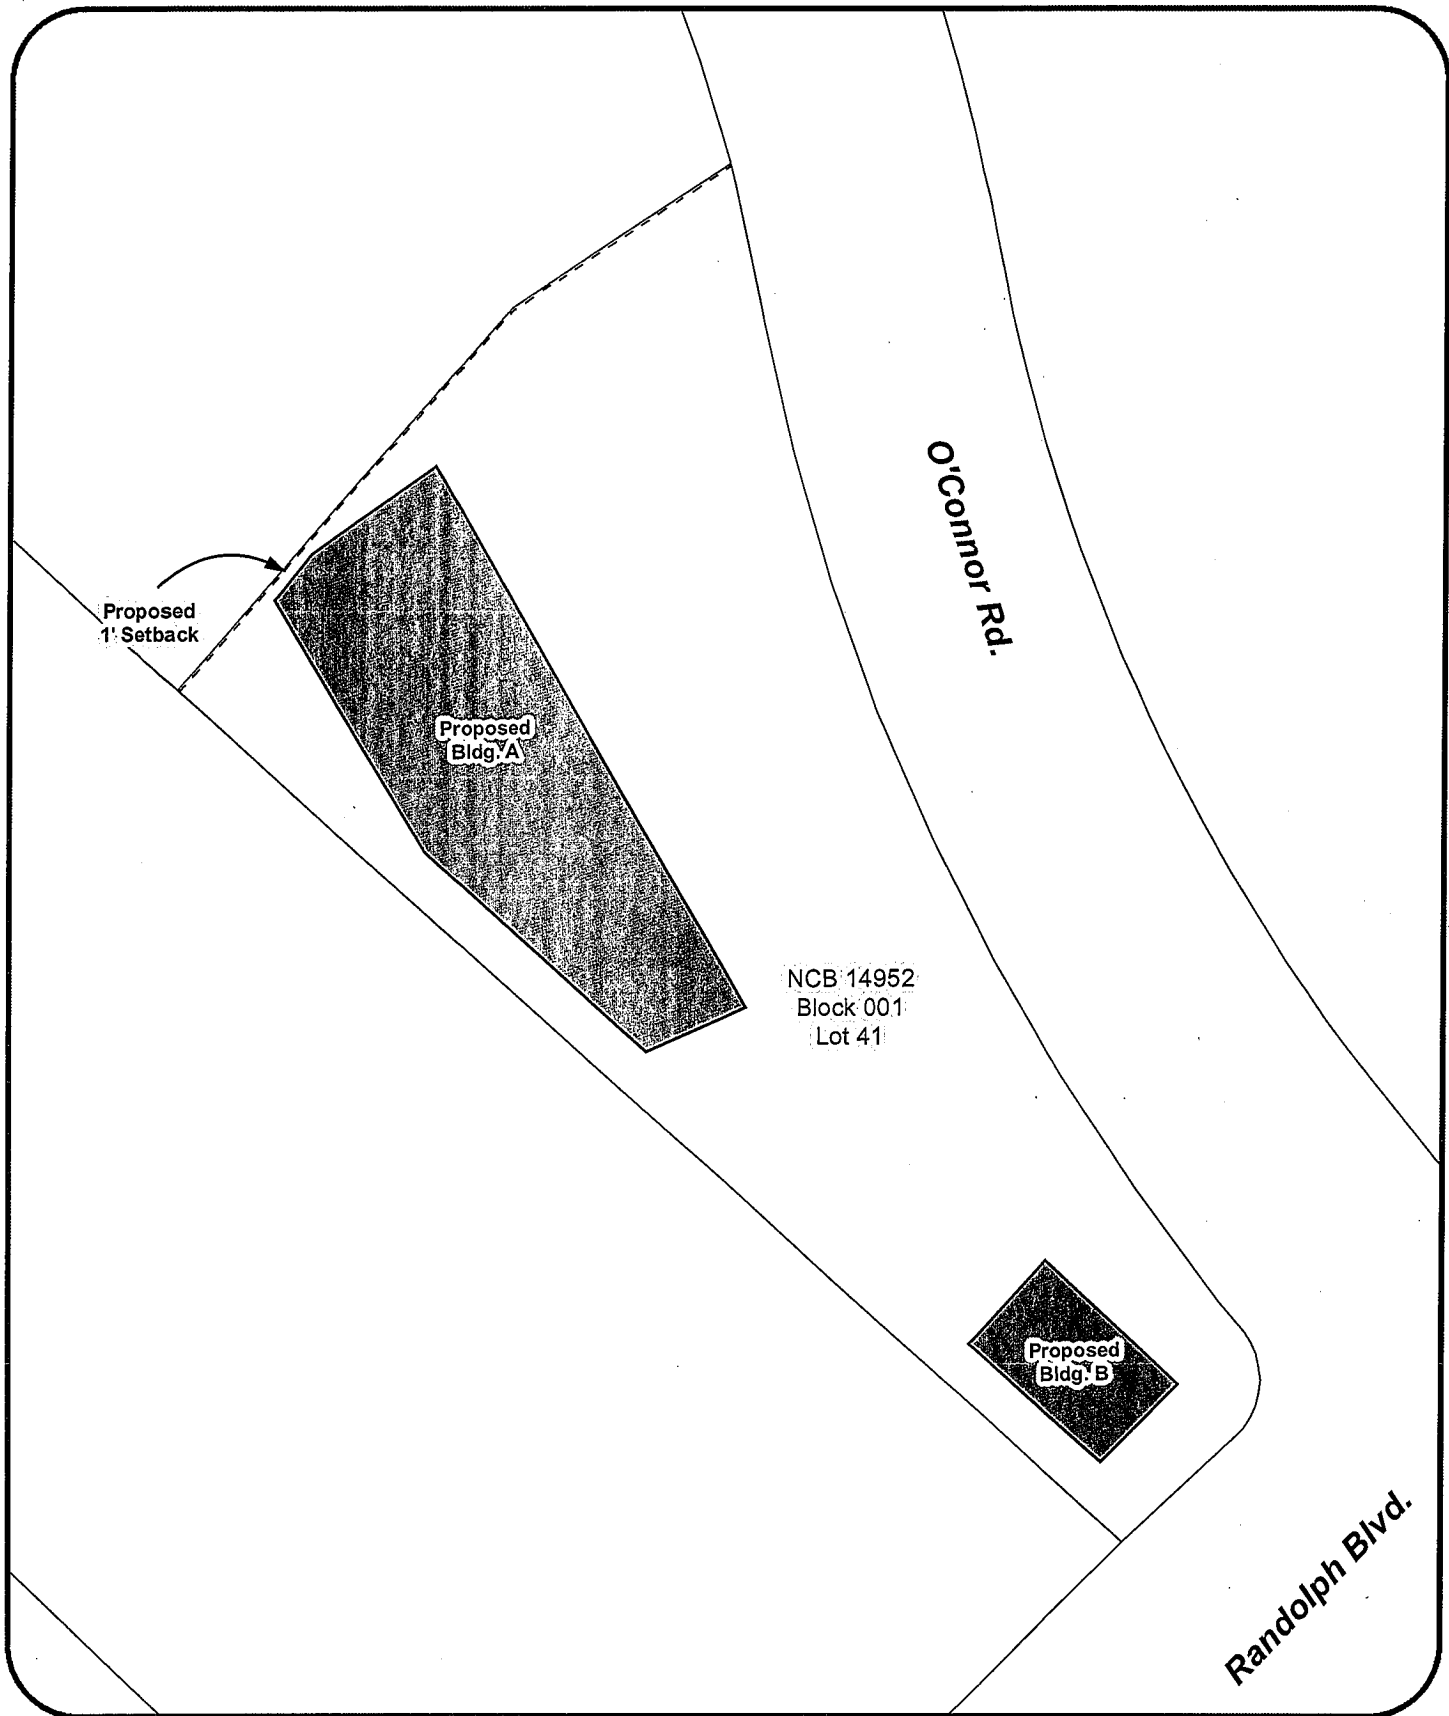 O'Connor Rd.
Proposed
1' Setback
Proposed
Bldg. A
NCB 14952
Block 001
Lot 41
Proposed
Bldg. B
Randolph Blvd.